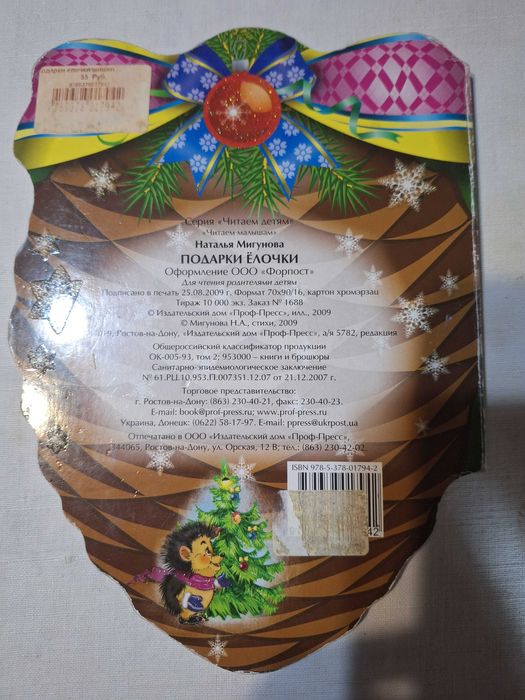 35 Руб.
Серия «Читаем детям»
«Читаем малышам»
Наталья Мигунова
ПОДАРКИ ЁЛОЧКИ
Оформление ООО «Форпост»
Для чтения родителями детям
Подписано в печать 25.08.2009 г. Формат 70х90/16, картон хромэрзац
Тираж 10 000 экз. Заказ № 1688
© Издательский дом «Проф-Пресс», илл., 2009
© Мигунова Н.А., стихи, 2009
Ростов-на-Дону, «Издательский дом «Проф-Пресс», а/я 5782, редакция
Общероссийский классификатор продукции
ОК-005-93, том 2; 953000 – книги и брошюры
Санитарно-эпидемиологическое заключение
№ 61.РЦ.10.953.П.007351.12.07 от 21.12.2007 г.
Торговое представительство:
г. Ростов-на-Дону: (863) 230-40-21, факс: 230-40-23.
E-mail: book@prof-press.ru; www.prof-press.ru
Украина, Донецк: (0622) 58-17-97. E-mail: ppress@ukrpost.ua
Отпечатано в ООО «Издательский дом «Проф-Пресс»,
344065, Ростов-на-Дону, ул. Орская, 12 В; тел.: (863) 230-42-02.
ISBN 978-5-378-01794-2
42